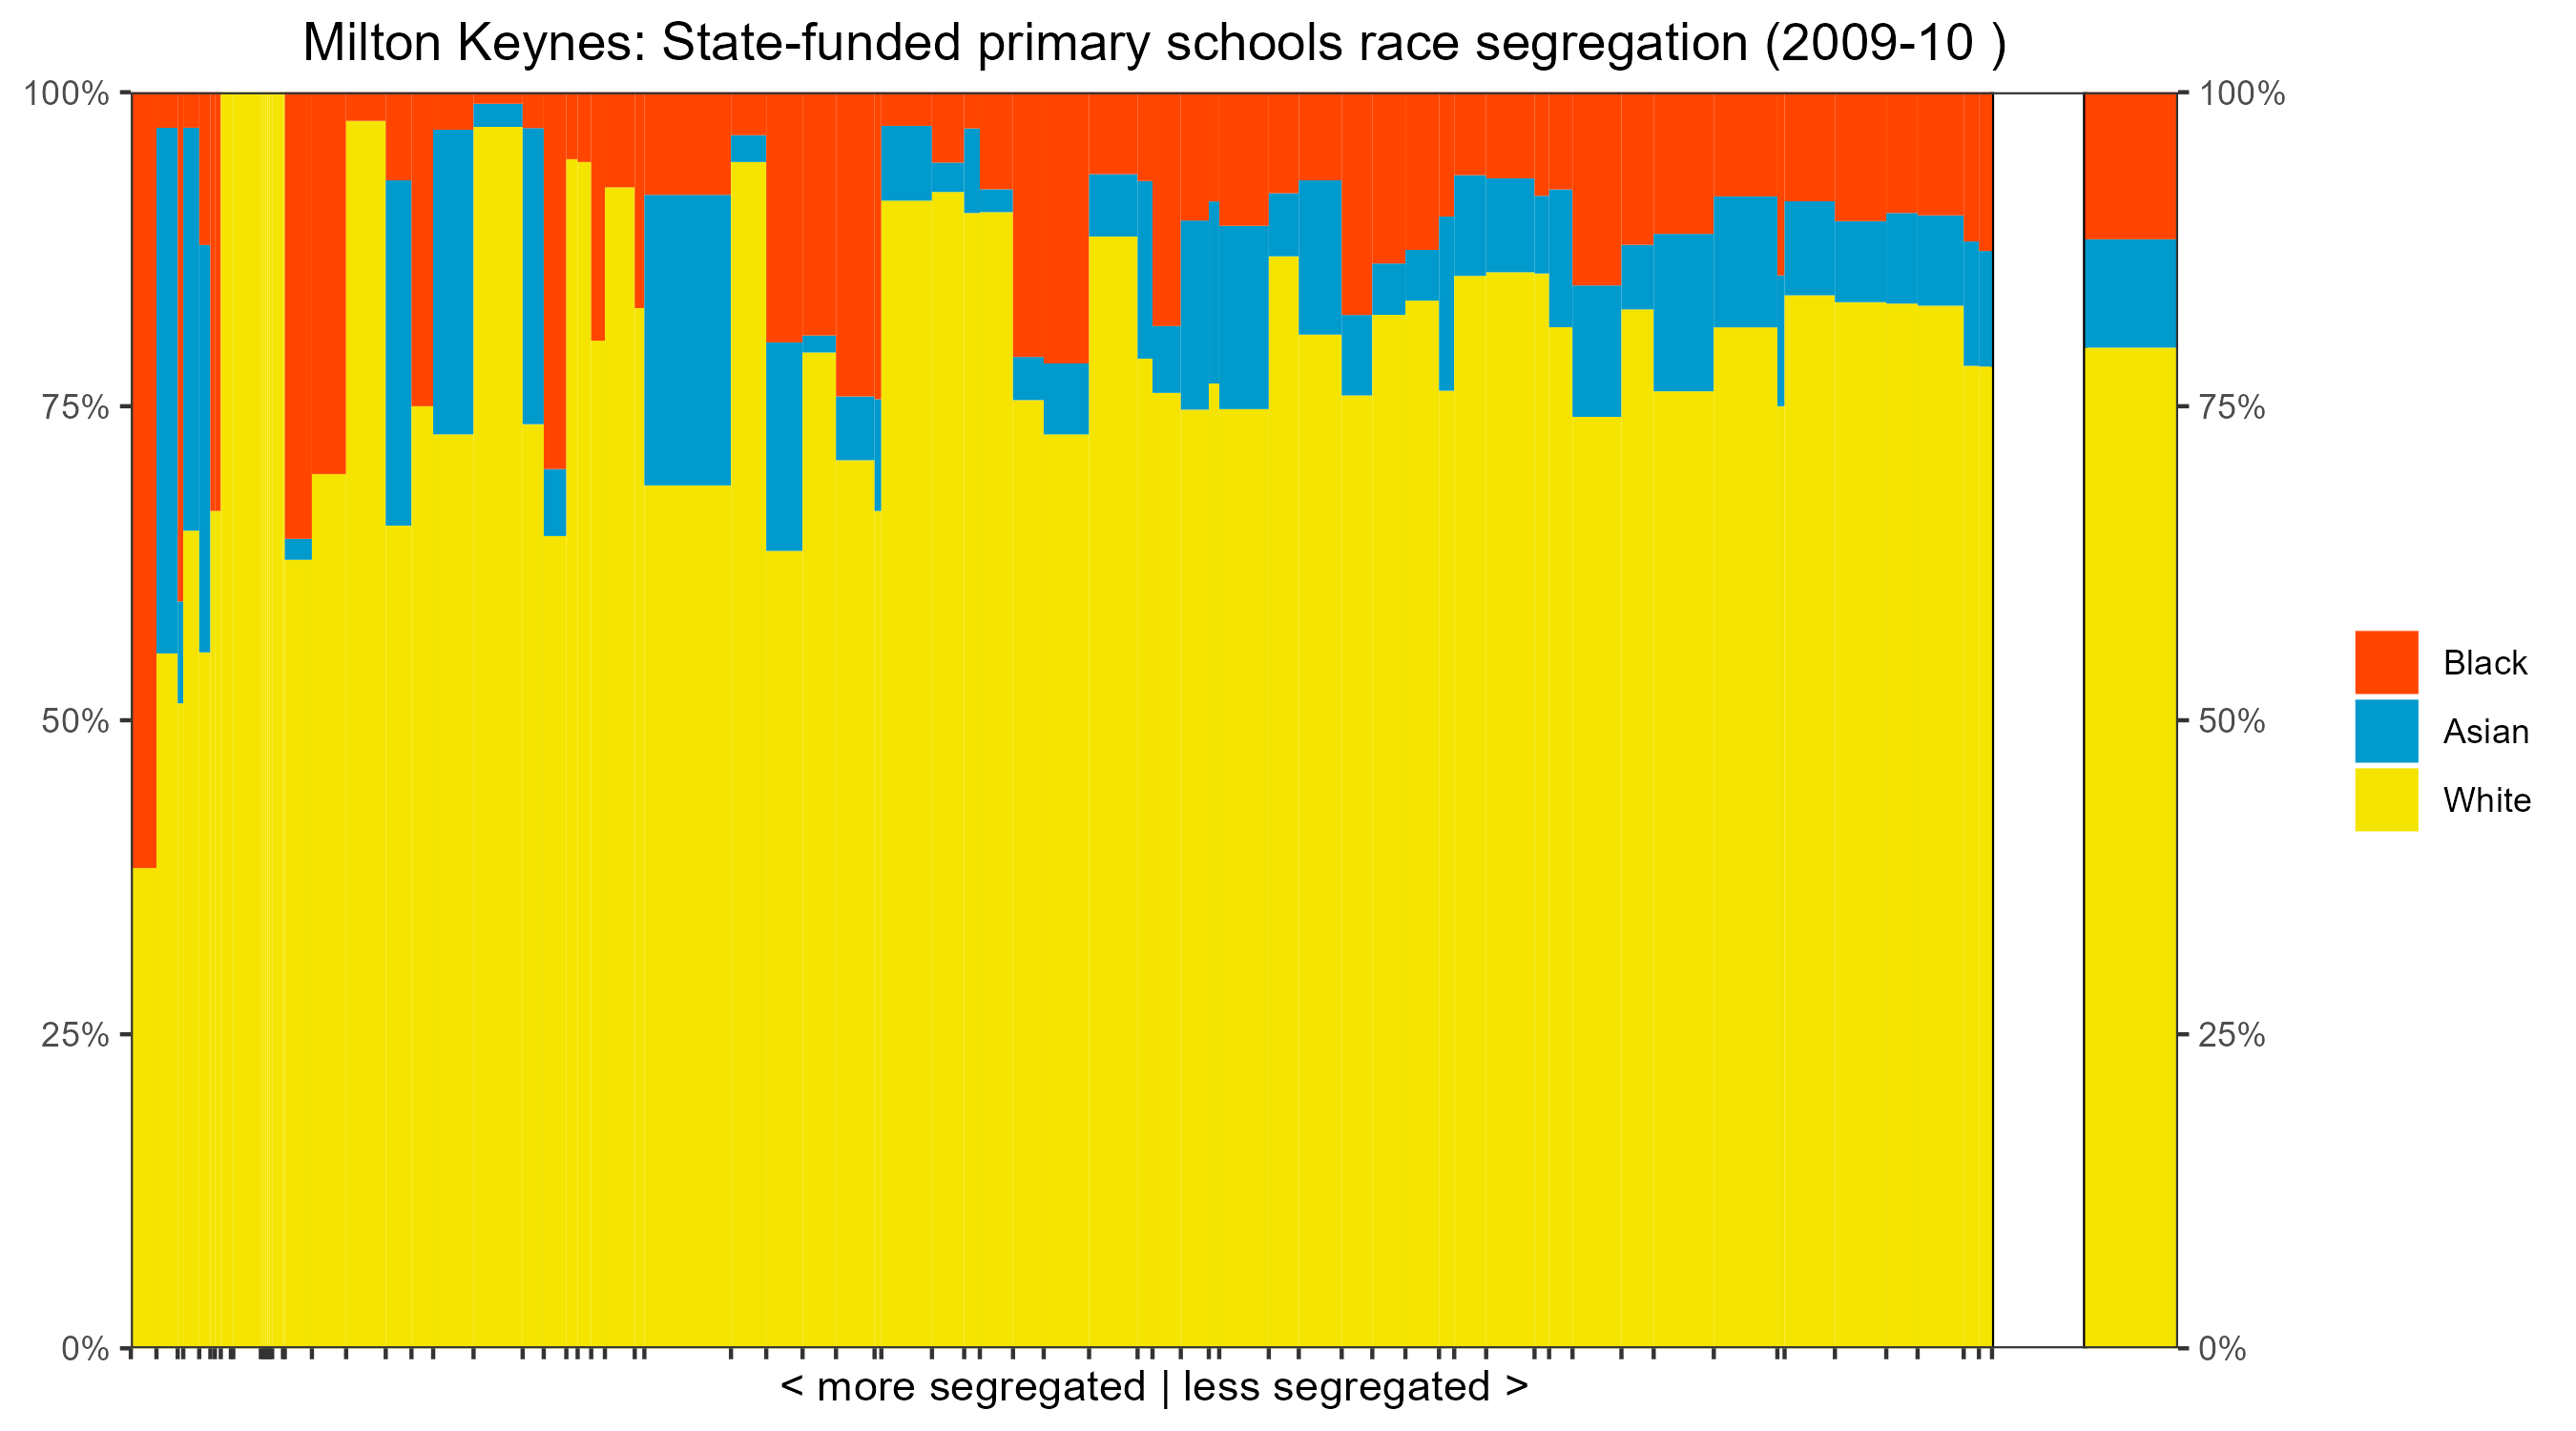 Milton Keynes: State-funded primary schools race segregation (2009-10 )
100%
75%
50%
25%
0%
100%
75%
50%
25%
0%
Black
Asian
White
< more segregated | less segregated >